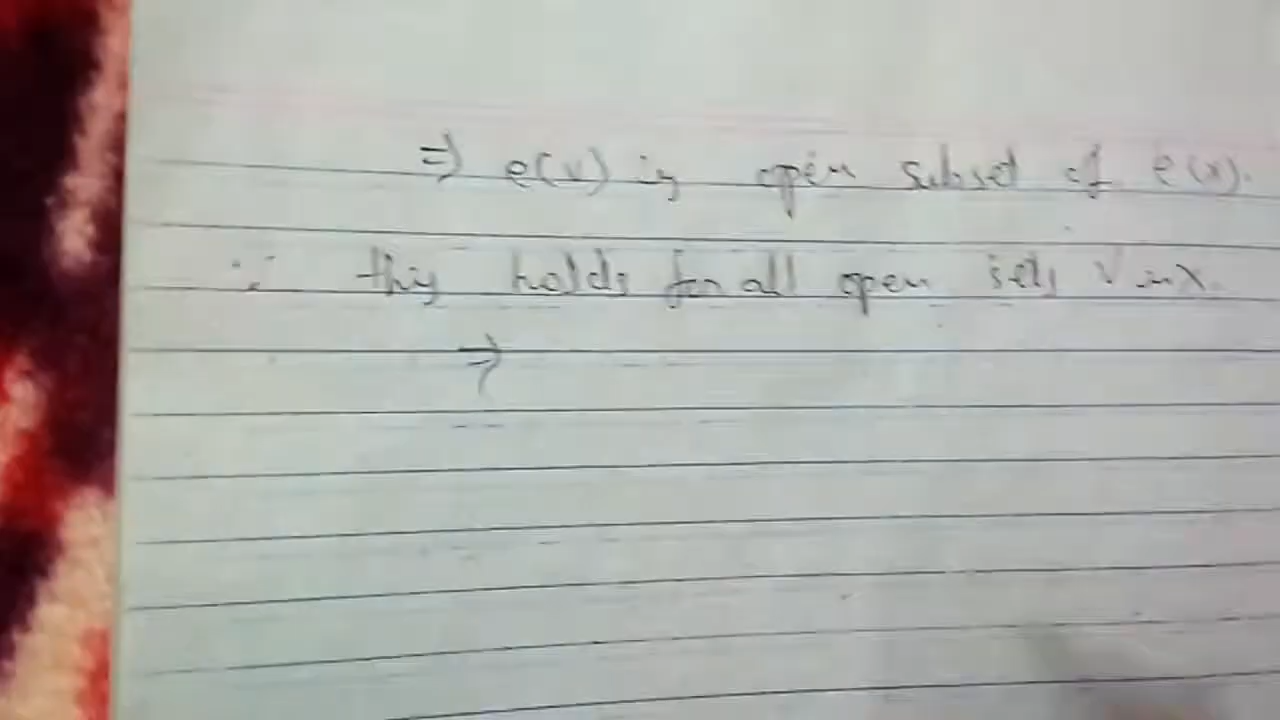 ⇒ e(V) is open subset of e(X).
∵ this holds for all open sets V in X.
⇒